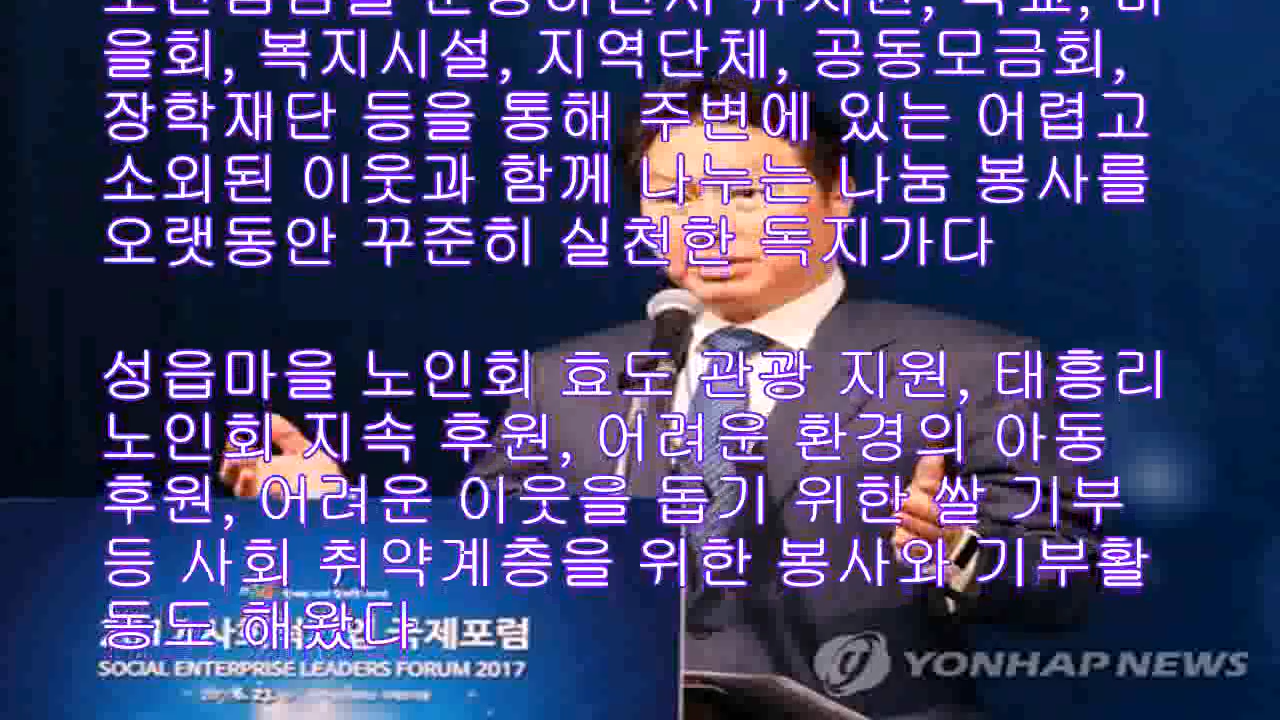 을회, 복지시설, 지역단체, 공동모금회,
장학재단 등을 통해 주변에 있는 어렵고
소외된 이웃과 함께 나누는 나눔 봉사를
오랫동안 꾸준히 실천한 독지가다
성읍마을 노인회 효도 관광 지원, 태흥리
노인회 지속 후원, 어려운 환경의 아동
후원, 어려운 이웃을 돕기 위한 쌀 기부
등 사회 취약계층을 위한 봉사와 기부활
동도 해왔다
국제포럼
SOCIAL ENTERPRISE LEADERS FORUM 2017
YONHAP NEWS